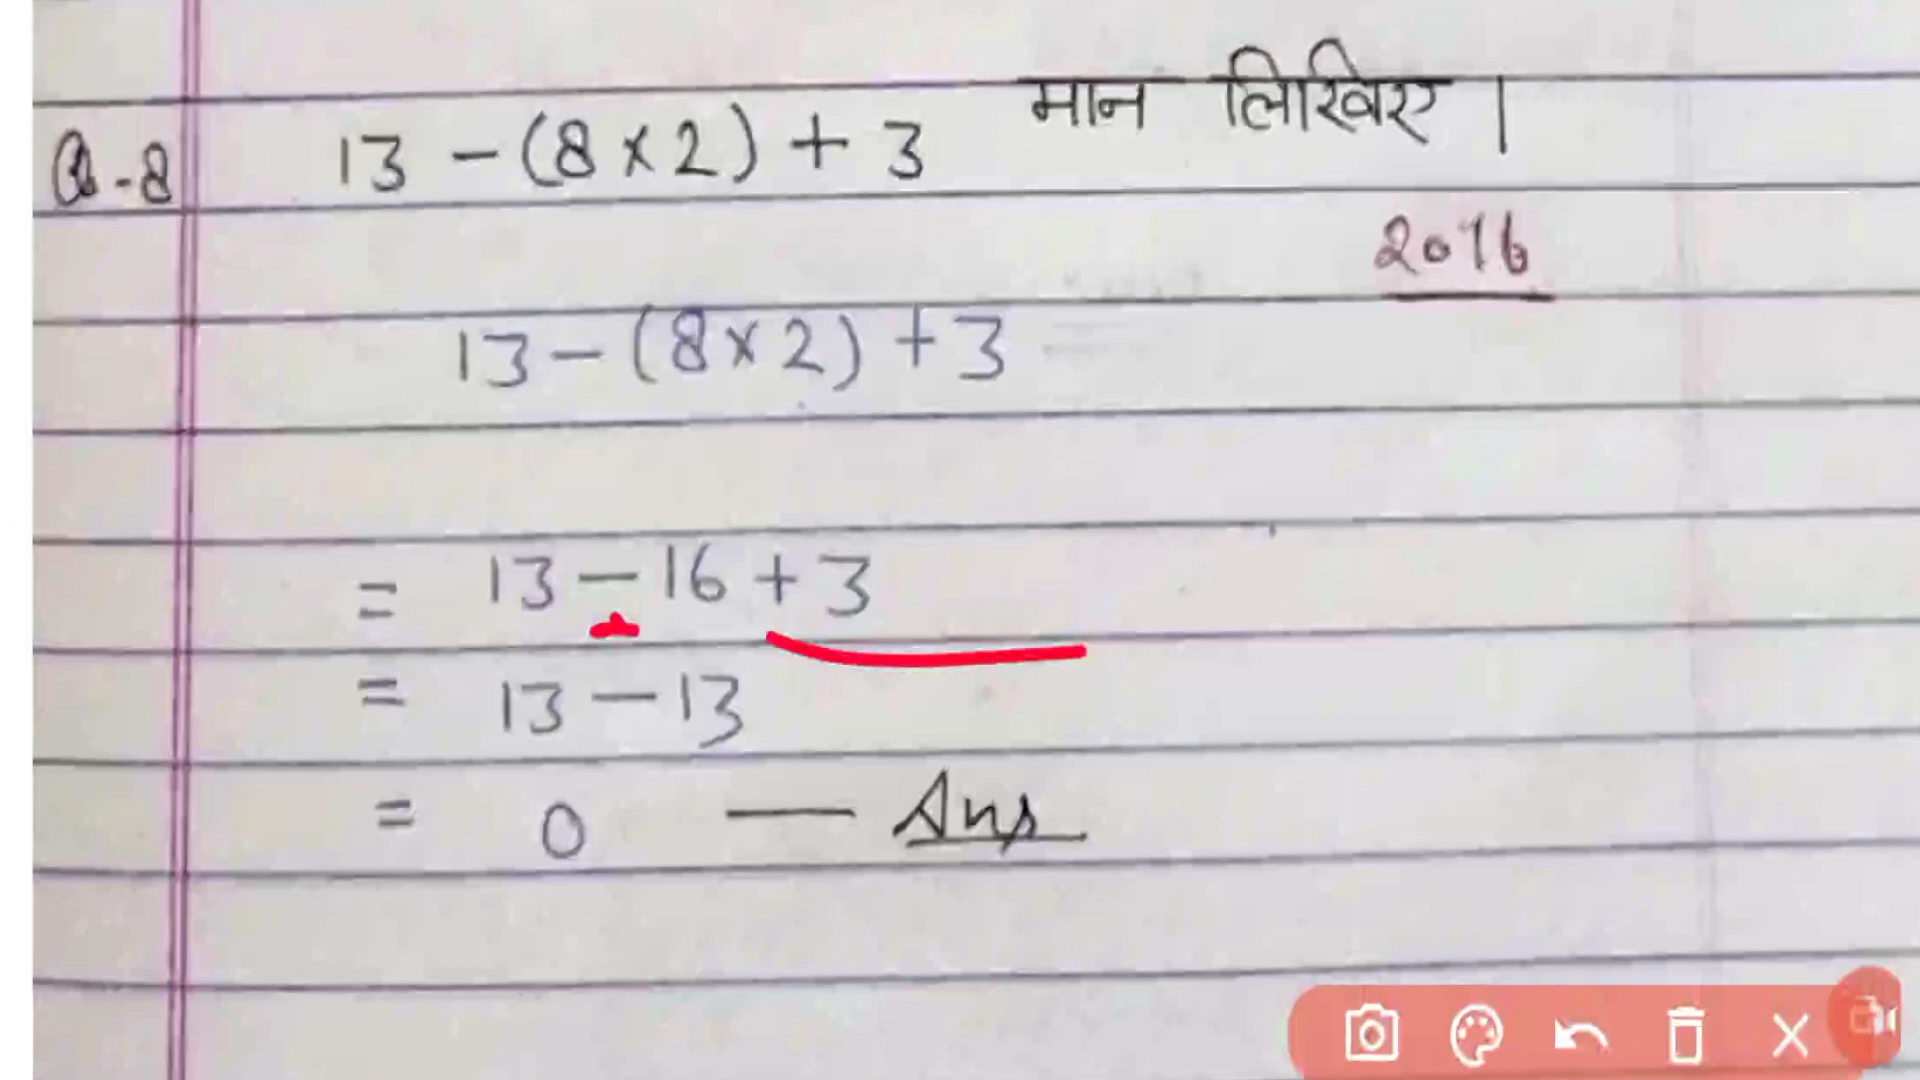 Q-8 13 - (8 × 2) + 3 मान लिखिए।
2016
13 - (8 × 2) + 3
= 13 - 16 + 3
= 13 - 13
= 0 — Ans